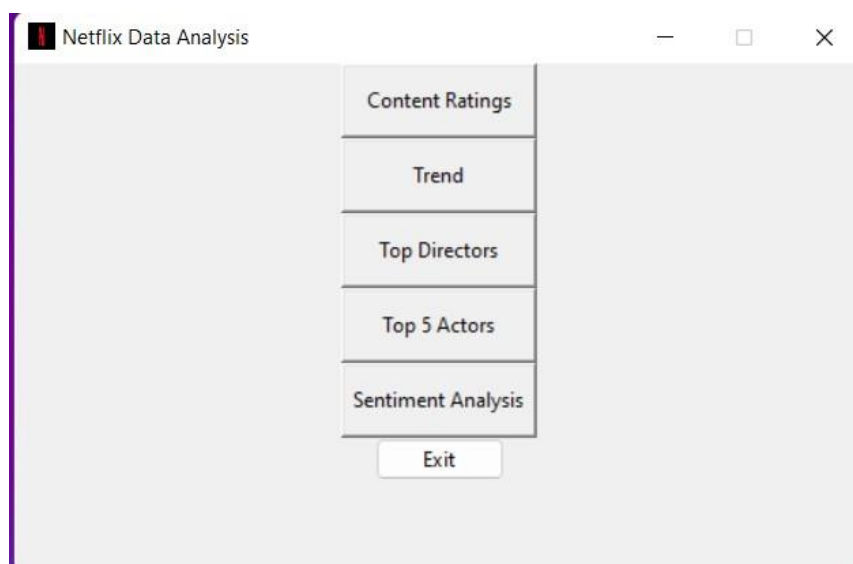 Netflix Data Analysis
Content Ratings
Trend
Top Directors
Top 5 Actors
Sentiment Analysis
Exit